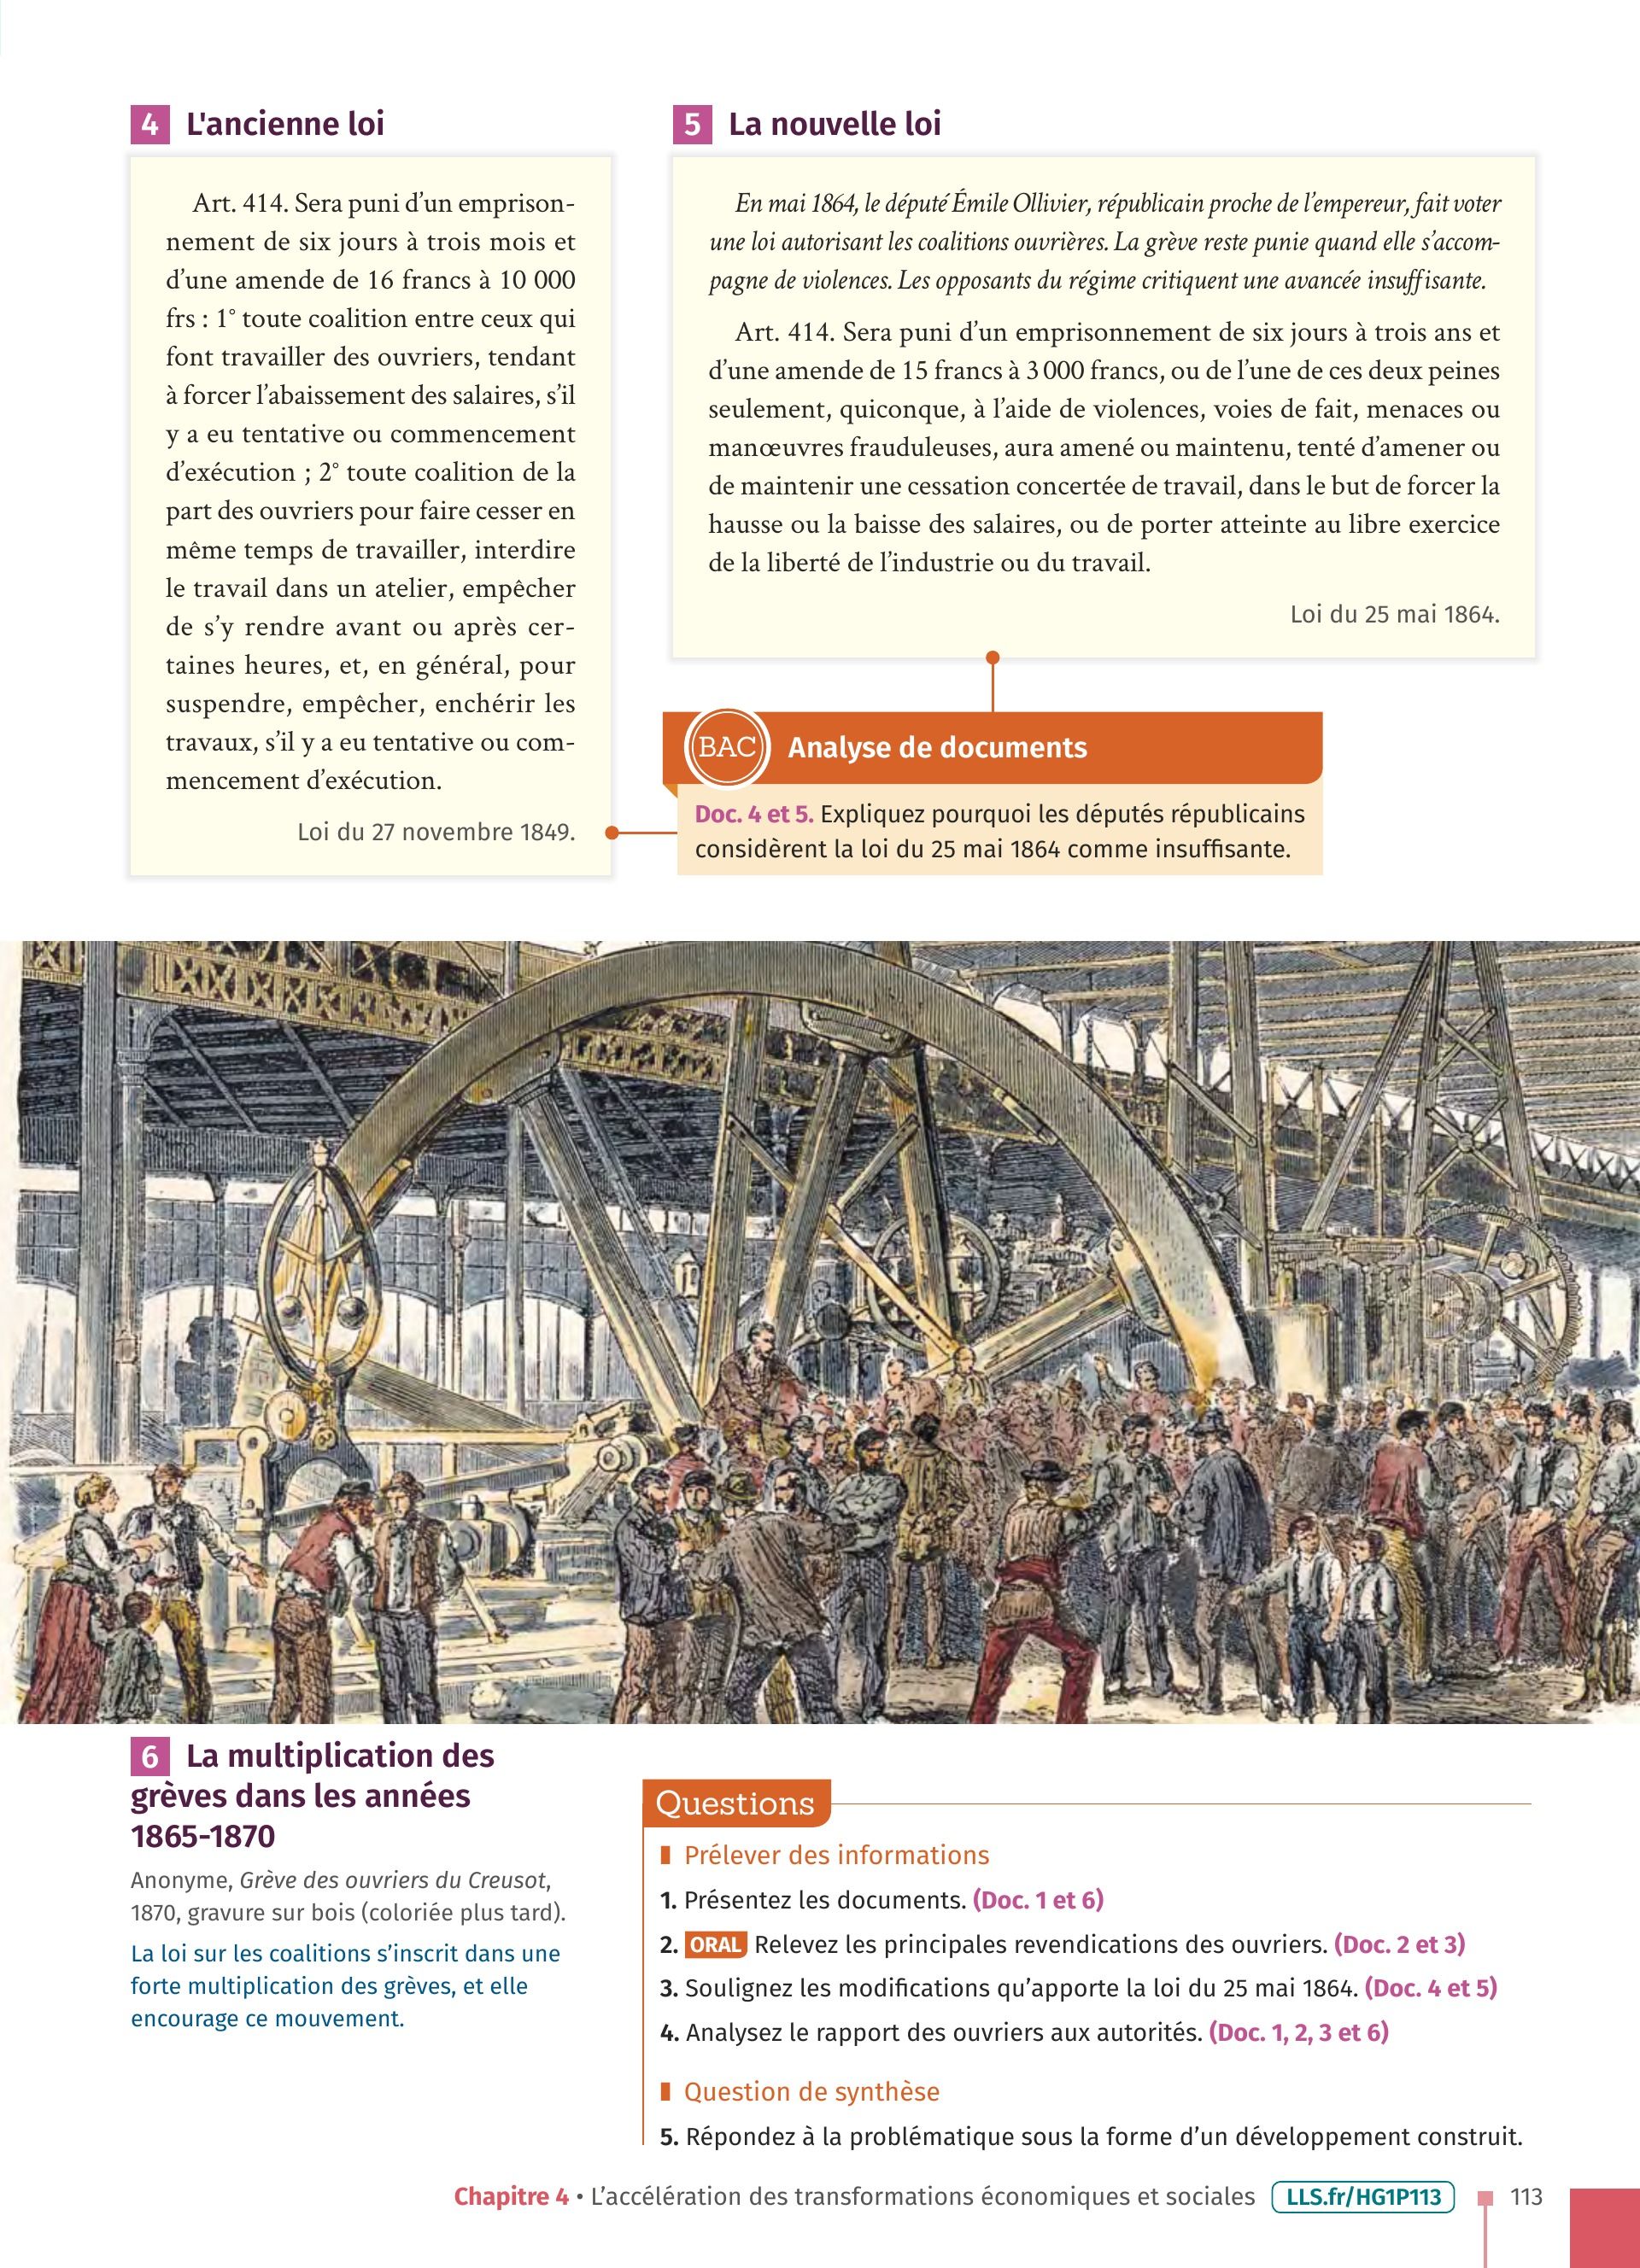 4 L'ancienne loi
Art. 414. Sera puni d’un emprison-
nement de six jours à trois mois et
d’une amende de 16 francs à 10 000
frs : 1° toute coalition entre ceux qui
font travailler des ouvriers, tendant
à forcer l’abaissement des salaires, s’il
y a eu tentative ou commencement
d’exécution ; 2° toute coalition de la
part des ouvriers pour faire cesser en
même temps de travailler, interdire
le travail dans un atelier, empêcher
de s’y rendre avant ou après cer-
taines heures, et, en général, pour
suspendre, empêcher, enchérir les
travaux, s’il y a eu tentative ou com-
mencement d’exécution.
Loi du 27 novembre 1849.
5 La nouvelle loi
En mai 1864, le député Émile Ollivier, républicain proche de l’empereur, fait voter
une loi autorisant les coalitions ouvrières. La grève reste punie quand elle s’accom-
pagne de violences. Les opposants du régime critiquent une avancée insuffisante.
Art. 414. Sera puni d’un emprisonnement de six jours à trois ans et
d’une amende de 15 francs à 3 000 francs, ou de l’une de ces deux peines
seulement, quiconque, à l’aide de violences, voies de fait, menaces ou
manœuvres frauduleuses, aura amené ou maintenu, tenté d’amener ou
de maintenir une cessation concertée de travail, dans le but de forcer la
hausse ou la baisse des salaires, ou de porter atteinte au libre exercice
de la liberté de l’industrie ou du travail.
Loi du 25 mai 1864.
BAC Analyse de documents
Doc. 4 et 5. Expliquez pourquoi les députés républicains
considèrent la loi du 25 mai 1864 comme insuffisante.
6 La multiplication des
grèves dans les années
1865-1870
Anonyme, Grève des ouvriers du Creusot,
1870, gravure sur bois (coloriée plus tard).
La loi sur les coalitions s’inscrit dans une
forte multiplication des grèves, et elle
encourage ce mouvement.
Questions
Prélever des informations
1. Présentez les documents. (Doc. 1 et 6)
2. ORAL Relevez les principales revendications des ouvriers. (Doc. 2 et 3)
3. Soulignez les modifications qu’apporte la loi du 25 mai 1864. (Doc. 4 et 5)
4. Analysez le rapport des ouvriers aux autorités. (Doc. 1, 2, 3 et 6)
Question de synthèse
5. Répondez à la problématique sous la forme d’un développement construit.
Chapitre 4 • L’accélération des transformations économiques et sociales LLS.fr/HG1P113 113